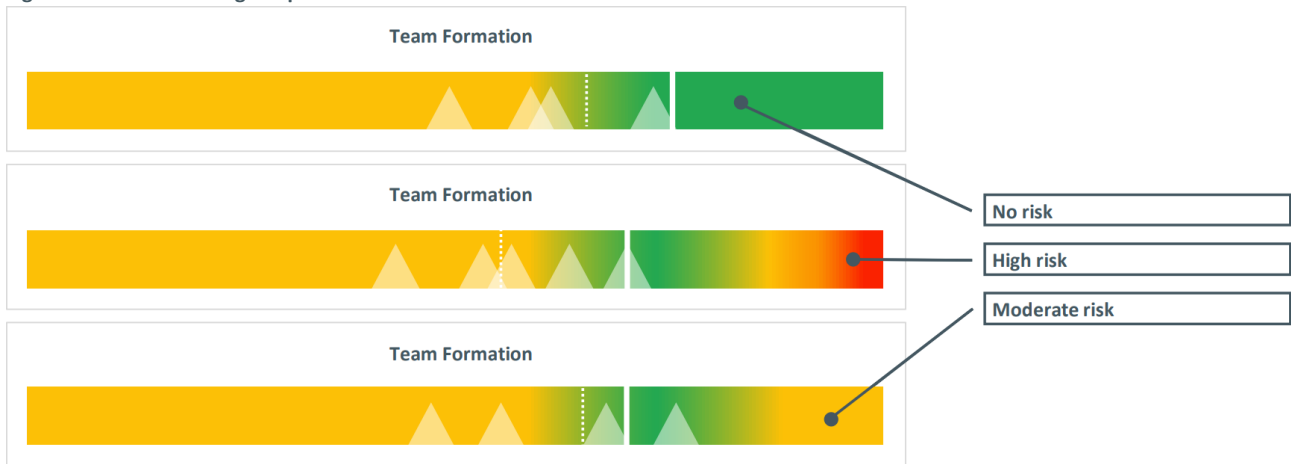 Team Formation
No risk
Team Formation
High risk
Moderate risk
Team Formation